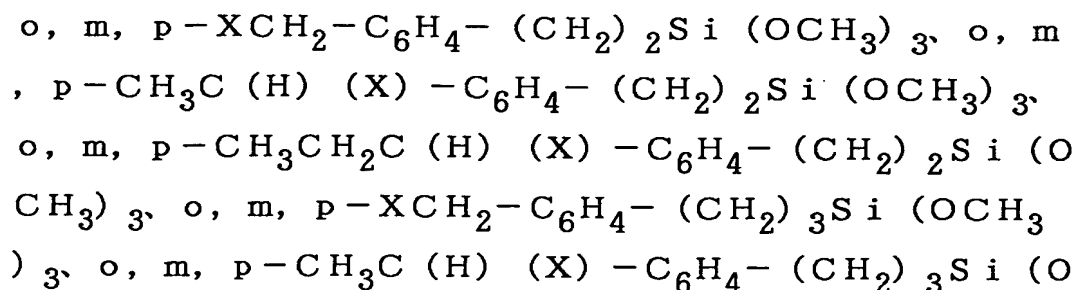 o, m, p－XCH₂－C₆H₄－ (CH₂) ₂Si (OCH₃) ₃、 o, m
, p－CH₃C (H) (X) －C₆H₄－ (CH₂) ₂Si (OCH₃) ₃、
o, m, p－CH₃CH₂C (H) (X) －C₆H₄－ (CH₂) ₂Si (O
CH₃) ₃、 o, m, p－XCH₂－C₆H₄－ (CH₂) ₃Si (OCH₃
) ₃、 o, m, p－CH₃C (H) (X) －C₆H₄－ (CH₂) ₃Si (O